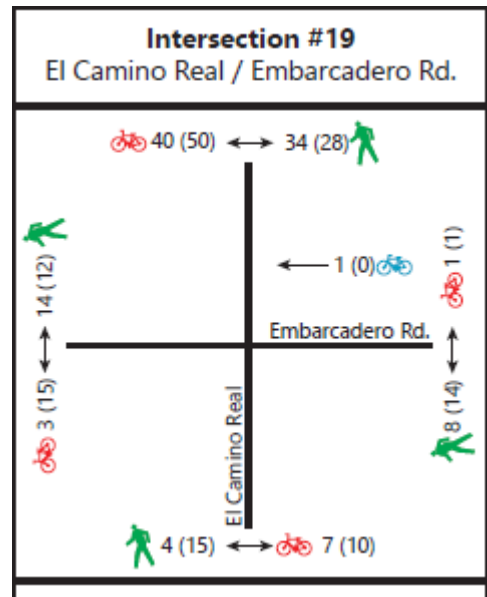 Intersection #19
El Camino Real / Embarcadero Rd.
40 (50) 34 (28)
14 (12)
3 (15)
1 (0)
1 (1)
8 (14)
Embarcadero Rd.
El Camino Real
4 (15) 7 (10)